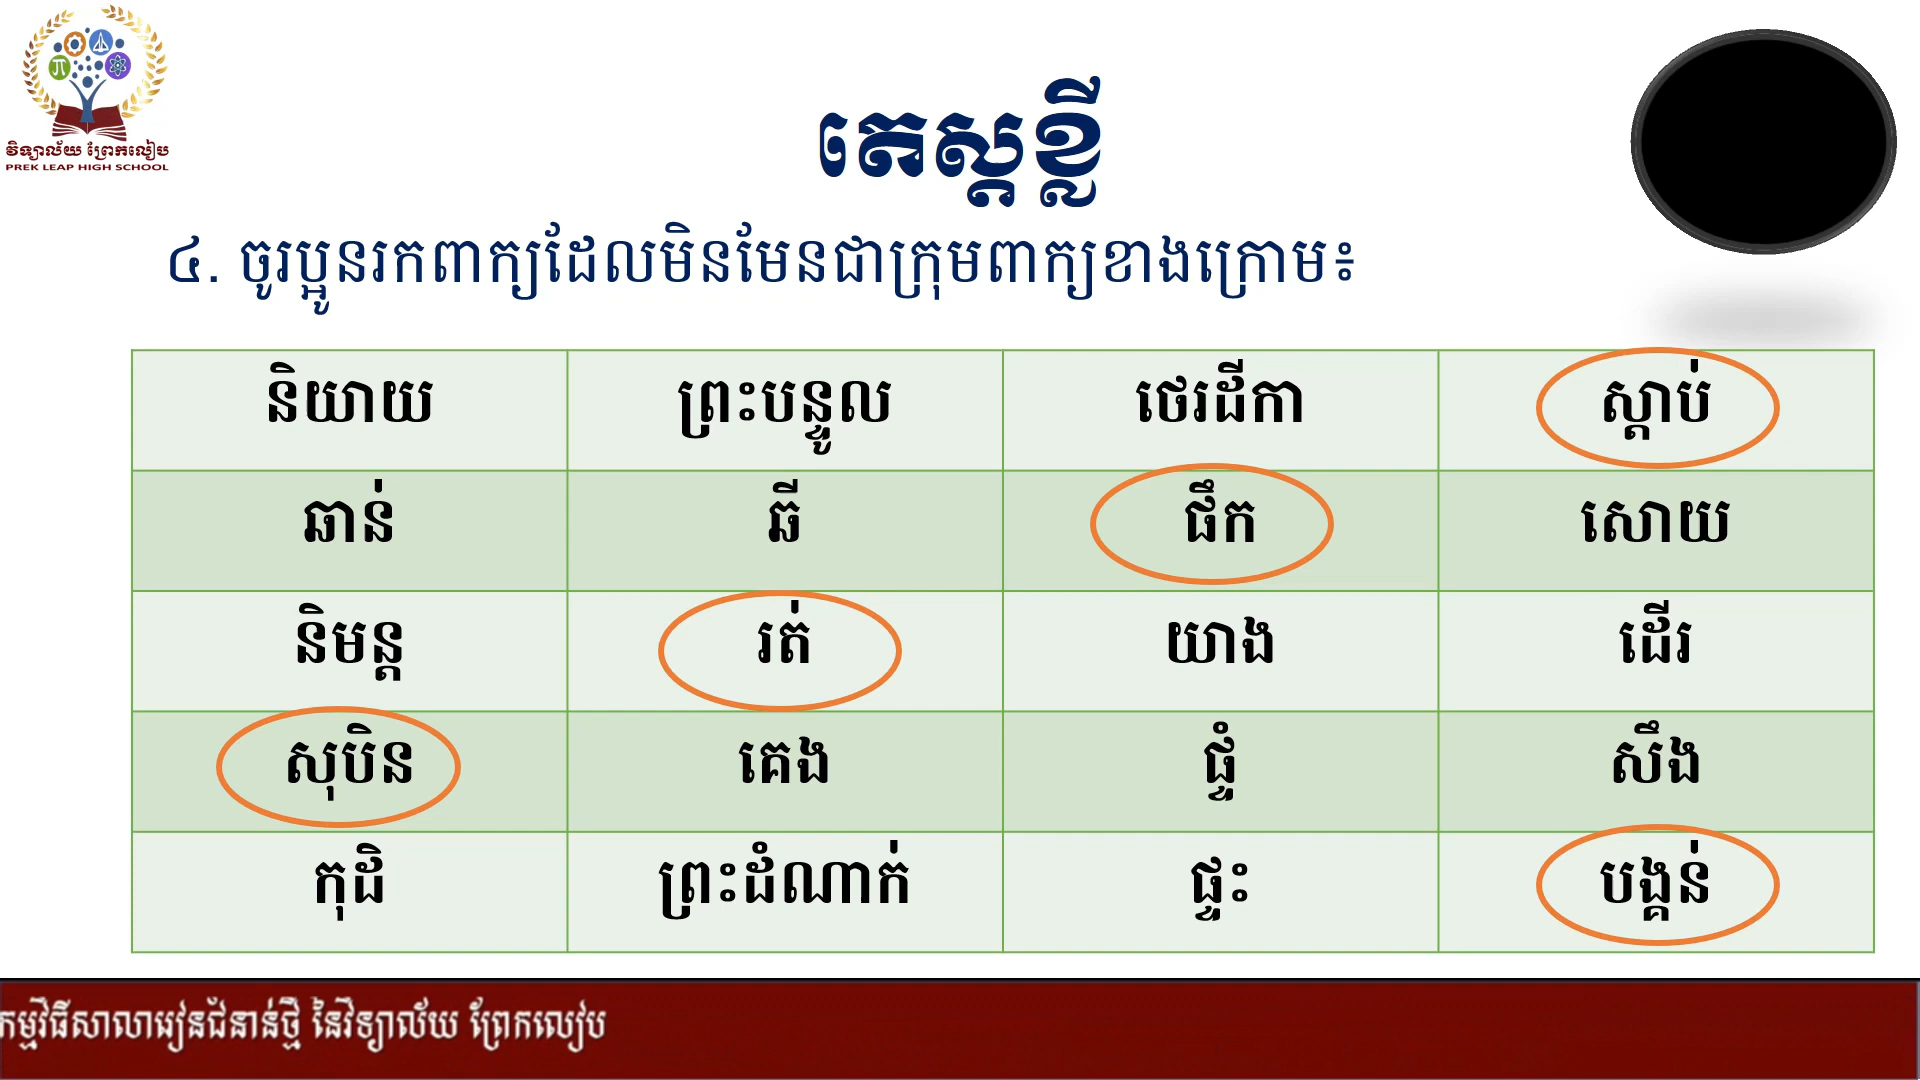 វិទ្យាល័យ ព្រែកលៀប
PREK LEAP HIGH SCHOOL
តេស្តខ្លី
៤. ចូរប្អូនរកពាក្យដែលមិនមែនជាក្រុមពាក្យខាងក្រោម៖
និយាយ ព្រះបន្ទូល ថេរដីកា ស្ដាប់
ឆាន់ ឆី ផឹក សោយ
និមន្ត រត់ យាង ដើរ
សុបិន គេង ផ្ទំ សឹង
កុដិ ព្រះដំណាក់ ផ្ទះ បង្គន់
កម្មវិធីសាលារៀនជំនាន់ថ្មី នៃវិទ្យាល័យ ព្រែកលៀប